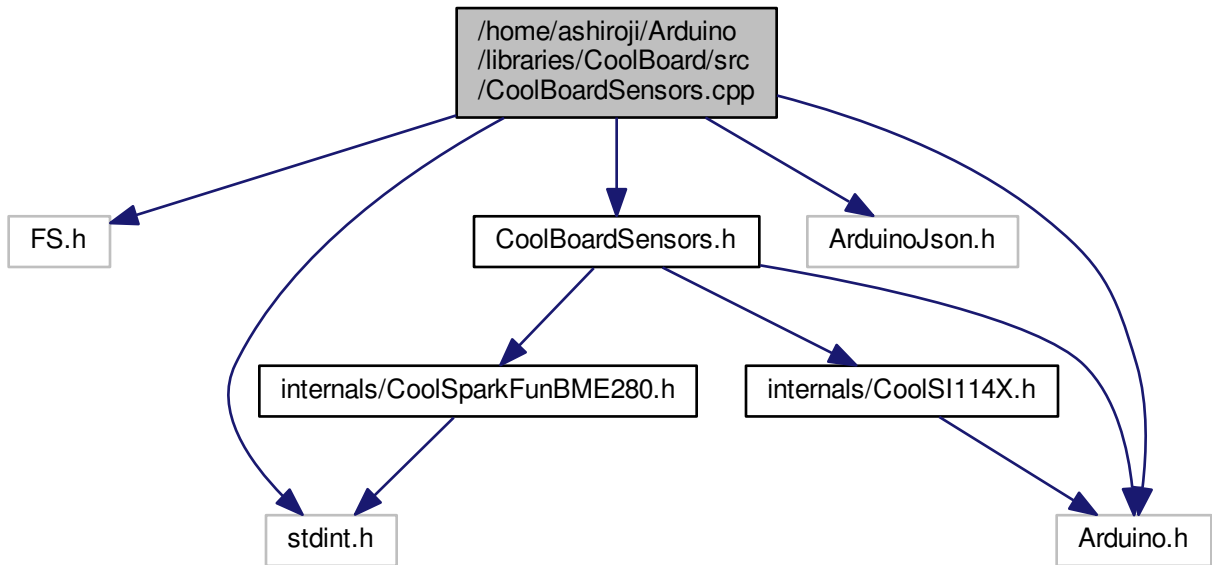 /home/ashiroji/Arduino
/libraries/CoolBoard/src
/CoolBoardSensors.cpp
FS.h
CoolBoardSensors.h
ArduinoJson.h
internals/CoolSparkFunBME280.h
internals/CoolSI114X.h
stdint.h
Arduino.h